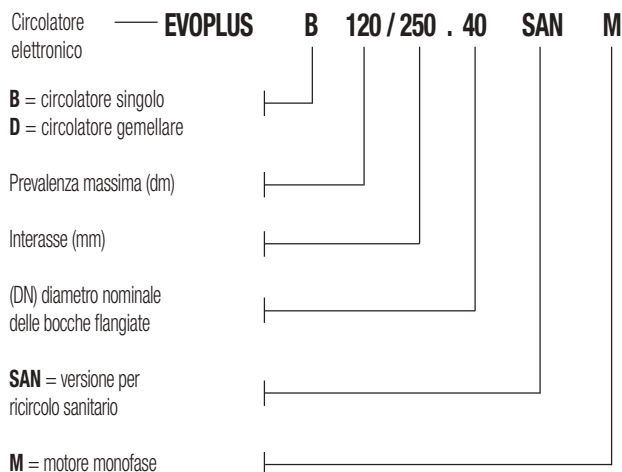 Circolatore
elettronico
EVOPLUS B 120 / 250 . 40 SAN M
B = circolatore singolo
D = circolatore gemellare
Prevalenza massima (dm)
Interasse (mm)
(DN) diametro nominale
delle bocche flangiate
SAN = versione per
ricircolo sanitario
M = motore monofase